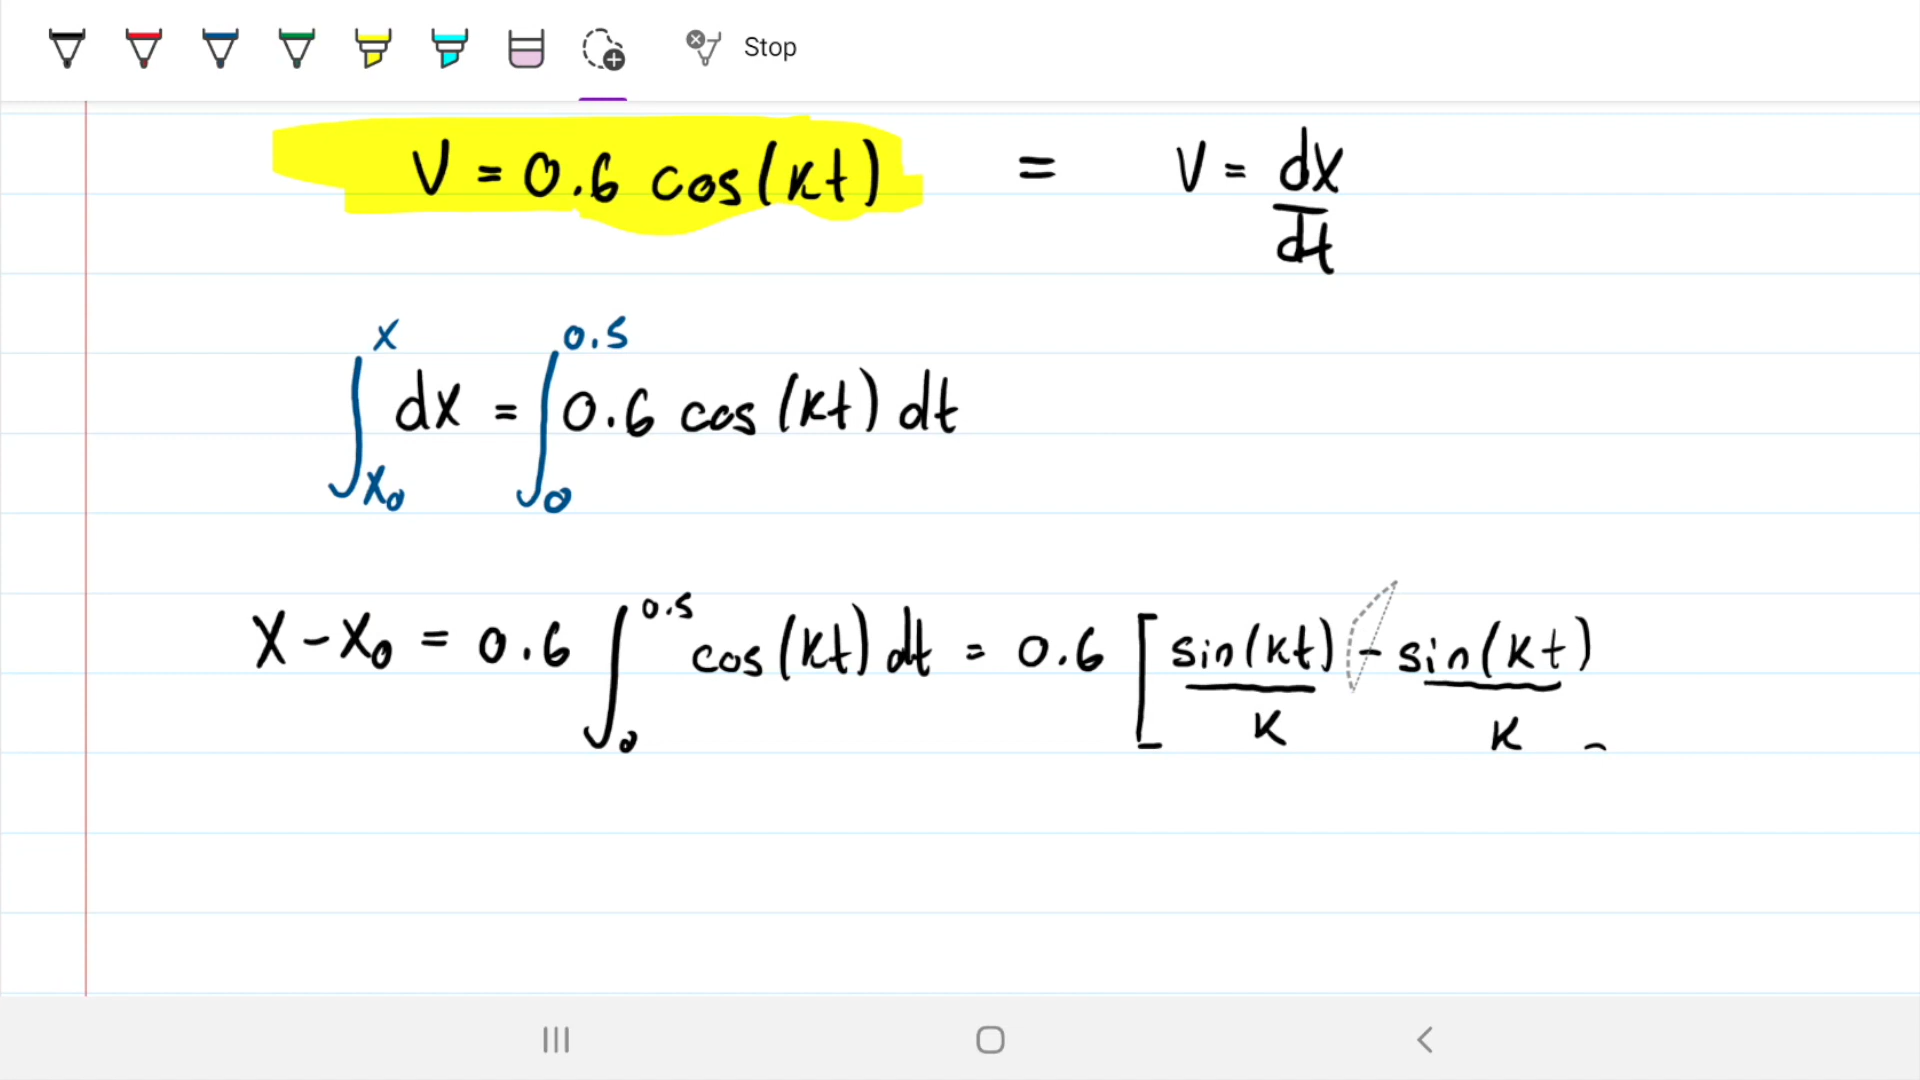 Stop
V = 0.6 cos(kt) = V = dx/dt
∫_{x₀}^{x} dx = ∫_{0}^{0.5} 0.6 cos(kt) dt
X - X₀ = 0.6 ∫_{0}^{0.5} cos(kt) dt = 0.6 [ sin(kt)/k - sin(kt)/k